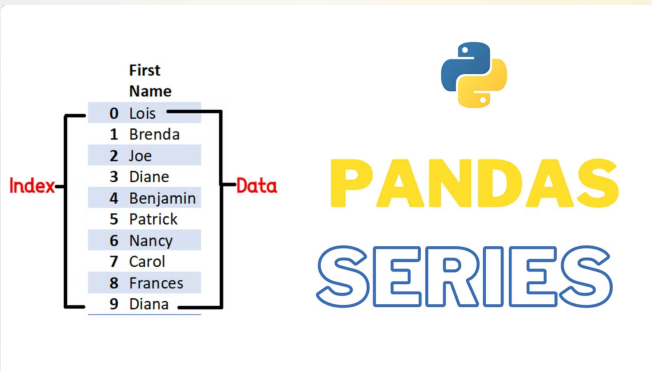 First
Name
0 Lois
1 Brenda
2 Joe
3 Diane
4 Benjamin
5 Patrick
6 Nancy
7 Carol
8 Frances
9 Diana
Index
Data
PANDAS
SERIES